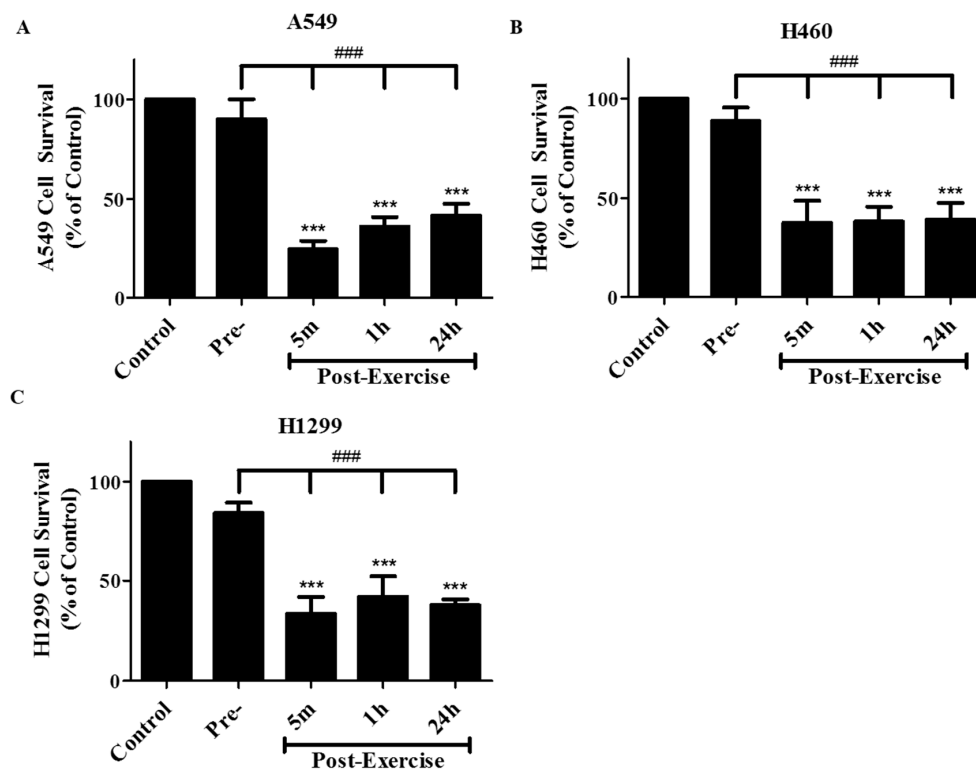 A
A549
###
A549 Cell Survival
(% of Control)
100
50
0
***
***
***
Control
Pre-
5m
1h
24h
Post-Exercise
B
H460
###
H460 Cell Survival
(% of Control)
100
50
0
***
***
***
Control
Pre-
5m
1h
24h
Post-Exercise
C
H1299
###
H1299 Cell Survival
(% of Control)
100
50
0
***
***
***
Control
Pre-
5m
1h
24h
Post-Exercise